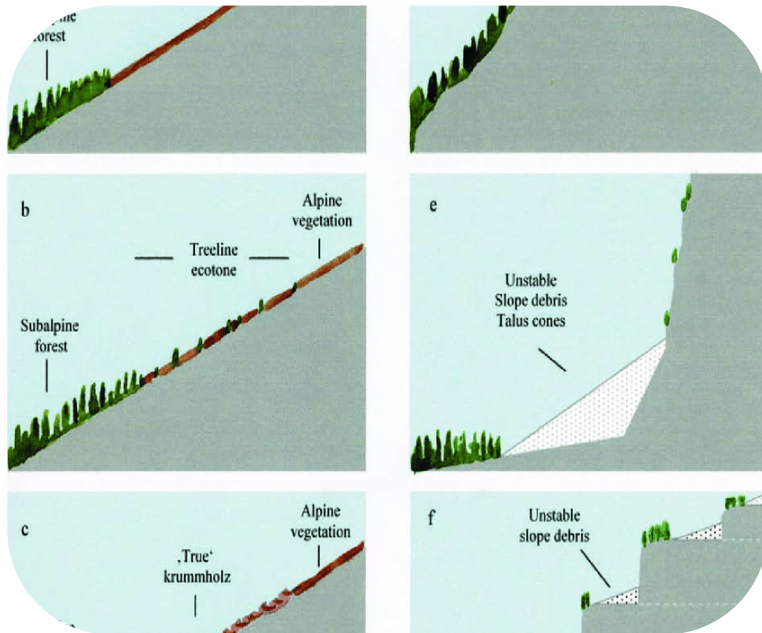 forest
b
Alpine
vegetation
Treeline
ecotone
Subalpine
forest
e
Unstable
Slope debris
Talus cones
c
Alpine
vegetation
‚True‘
krummholz
f
Unstable
slope debris